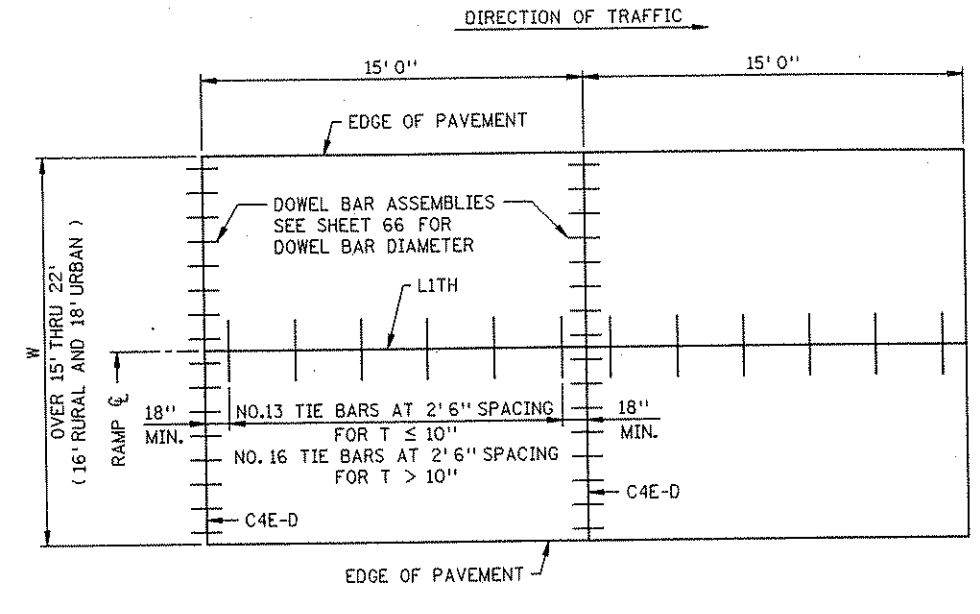 DIRECTION OF TRAFFIC
15' 0"
15' 0"
EDGE OF PAVEMENT
DOWEL BAR ASSEMBLIES
SEE SHEET 66 FOR
DOWEL BAR DIAMETER
L1TH
W
OVER 15' THRU 22'
(16' RURAL AND 18' URBAN )
RAMP ℄
18"
MIN.
NO.13 TIE BARS AT 2'6" SPACING
FOR T ≤ 10"
NO.16 TIE BARS AT 2'6" SPACING
FOR T > 10"
18"
MIN.
C4E-D
C4E-D
EDGE OF PAVEMENT